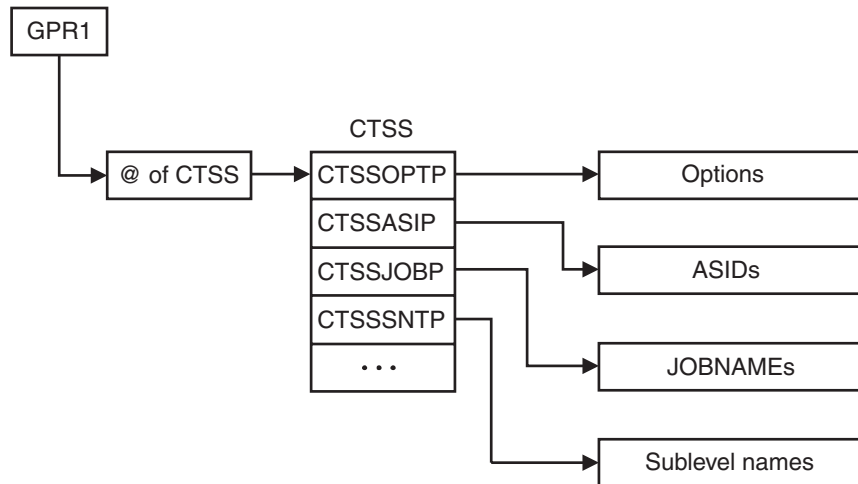 GPR1
CTSS
@ of CTSS
CTSSOPTP
Options
CTSSASIP
ASIDs
CTSSJOBP
CTSSSNTP
JOBNAMEs
...
Sublevel names